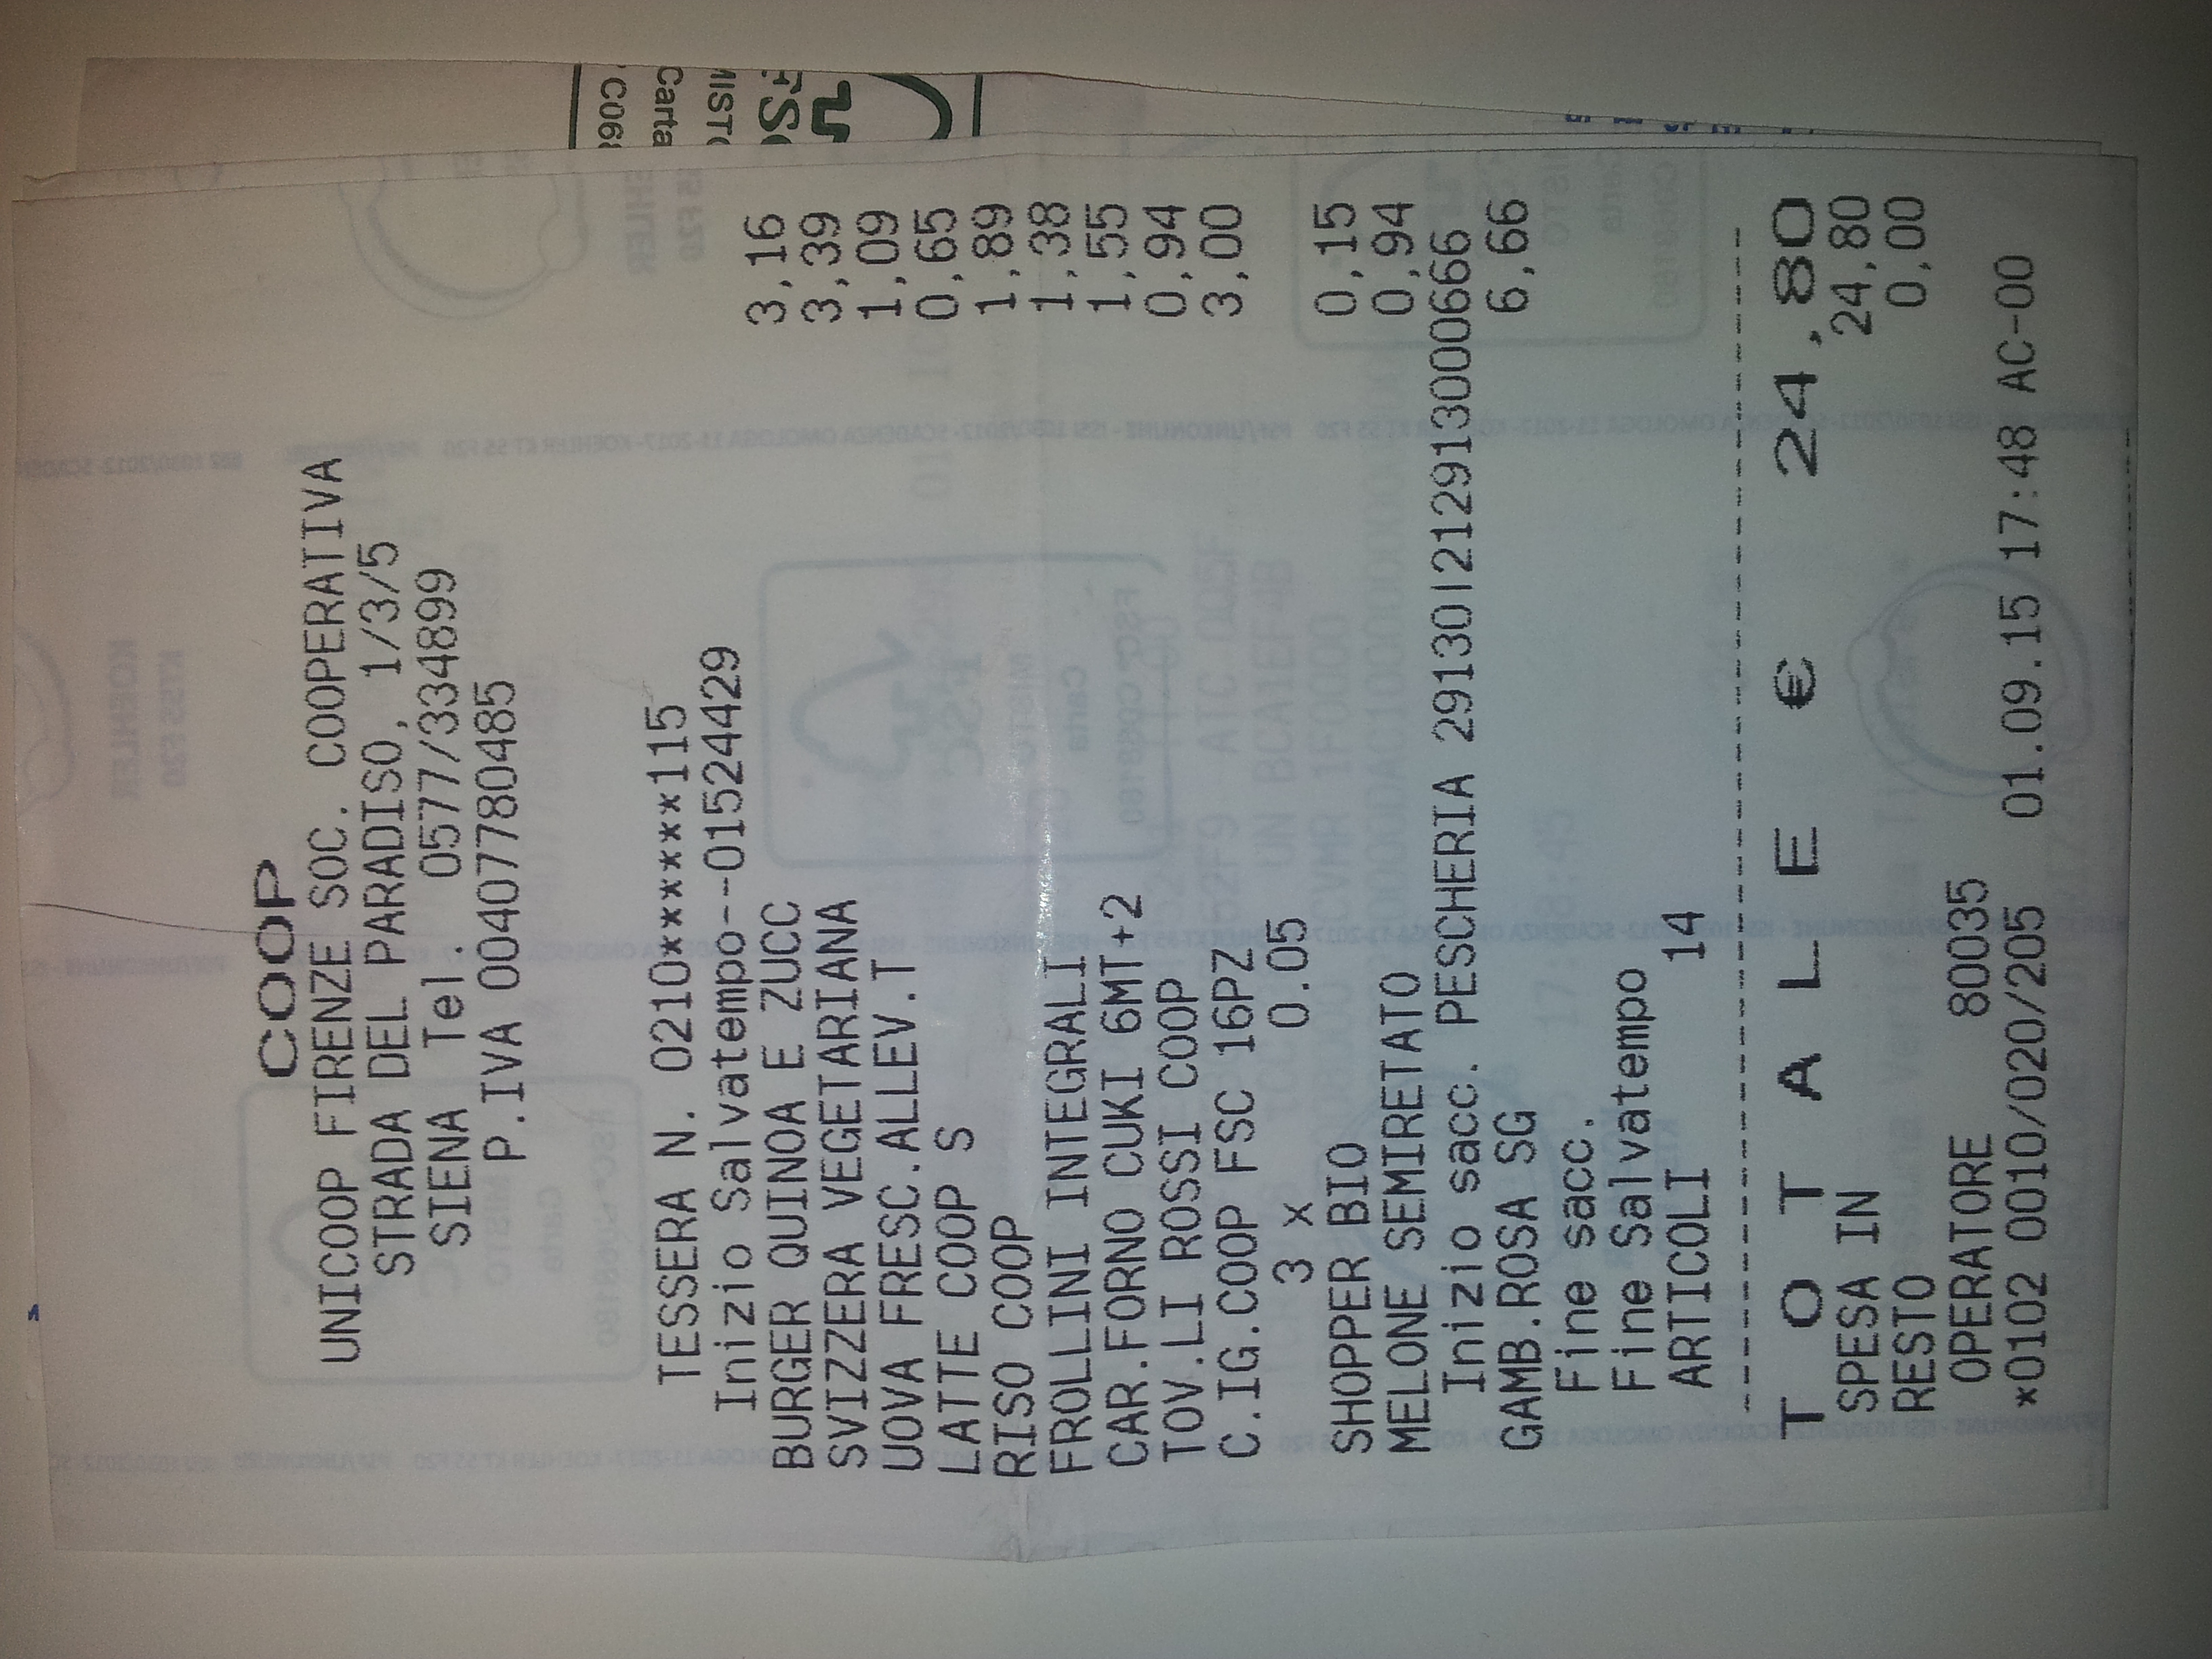 COOP
UNICOOP FIRENZE SOC. COOPERATIVA
STRADA DEL PARADISO, 1/3/5
SIENA Tel. 0577/334899
P.IVA 00407780485
TESSERA N. 0210******115
Inizio Salvatempo--01524429
BURGER QUINOA E ZUCC 3,16
SVIZZERA VEGETARIANA 3,39
UOVA FRESC.ALLEV.T 1,09
LATTE COOP S 0,65
RISO COOP 1,89
FROLLINI INTEGRALI 1,38
CAR.FORNO CUKI 6MT+2 1,55
TOV.LI ROSSI COOP 0,94
C.IG.COOP FSC 16PZ 3,00
3 x 0.05
SHOPPER BIO 0,15
MELONE SEMIRETATO 0,94
Inizio sacc. PESCHERIA 29130|212913000666
GAMB.ROSA SG 6,66
Fine sacc.
Fine Salvatempo
ARTICOLI 14
TOTALE € 24,80
SPESA IN 24,80
RESTO 0,00
OPERATORE 80035
*0102 0010/020/205 01.09.15 17:48 AC-00